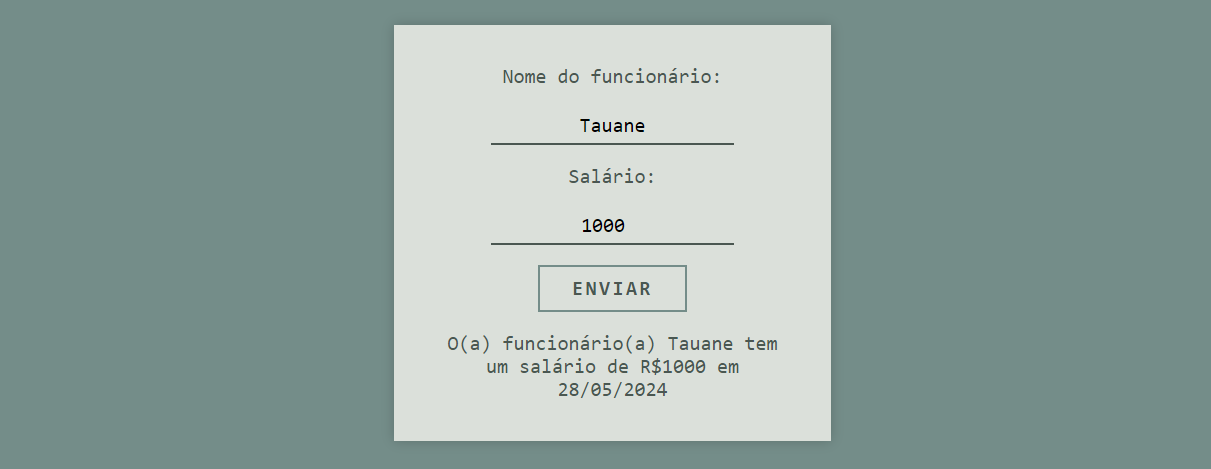 Nome do funcionário:
Tauane
Salário:
1000
ENVIAR
O(a) funcionário(a) Tauane tem
um salário de R$1000 em
28/05/2024